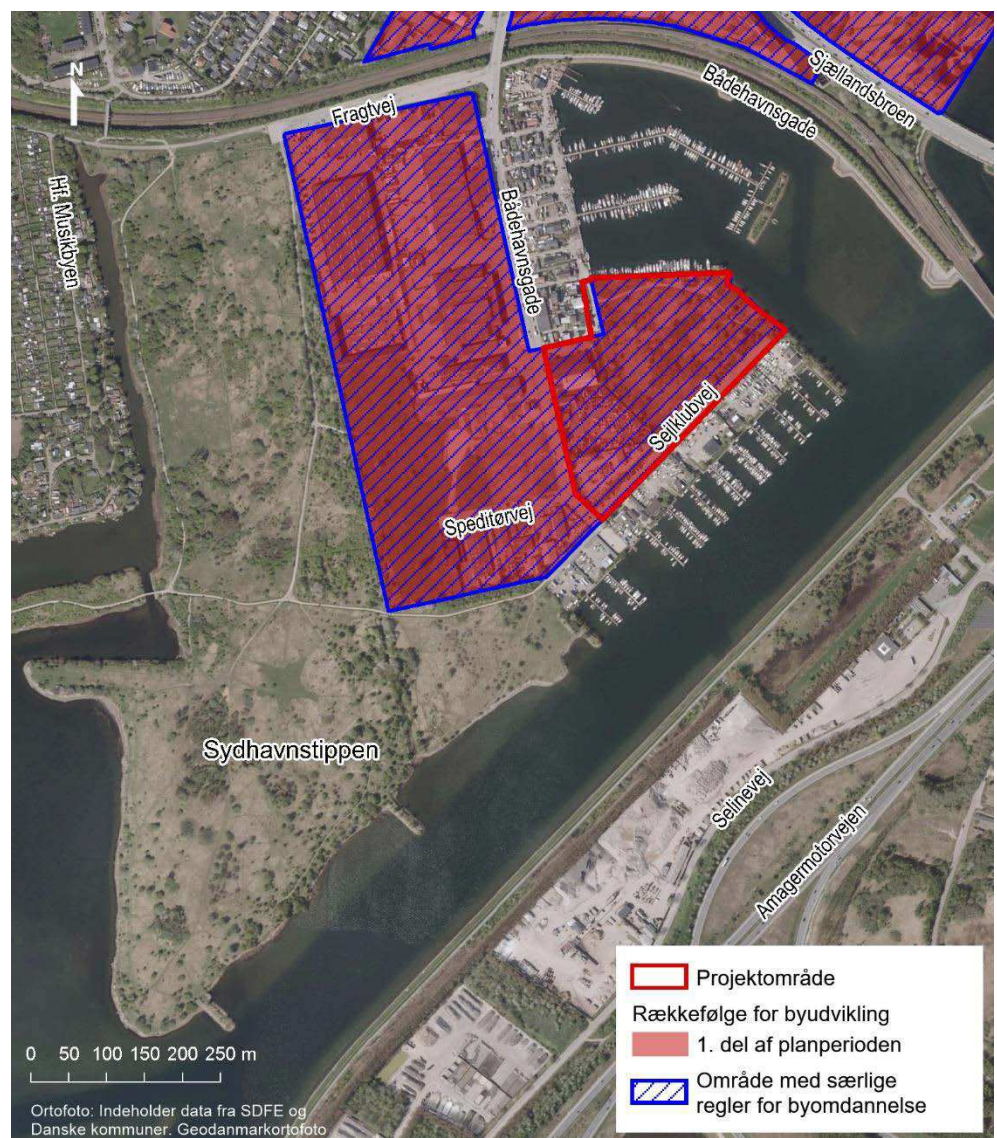 Sjællandsbroen
Bådehavnsgade
N
Fragtvej
Hf. Musikbyen
Bådehavnsgade
Sejlklubvej
Speditørvej
Sydhavnstippen
Selinevej
Amagermotorvejen
Projektområde
Rækkefølge for byudvikling
1. del af planperioden
Område med særlige
regler for byomdannelse
0 50 100 150 200 250 m
Ortofoto: Indeholder data fra SDFE og
Danske kommuner. Geodanmarkortofoto